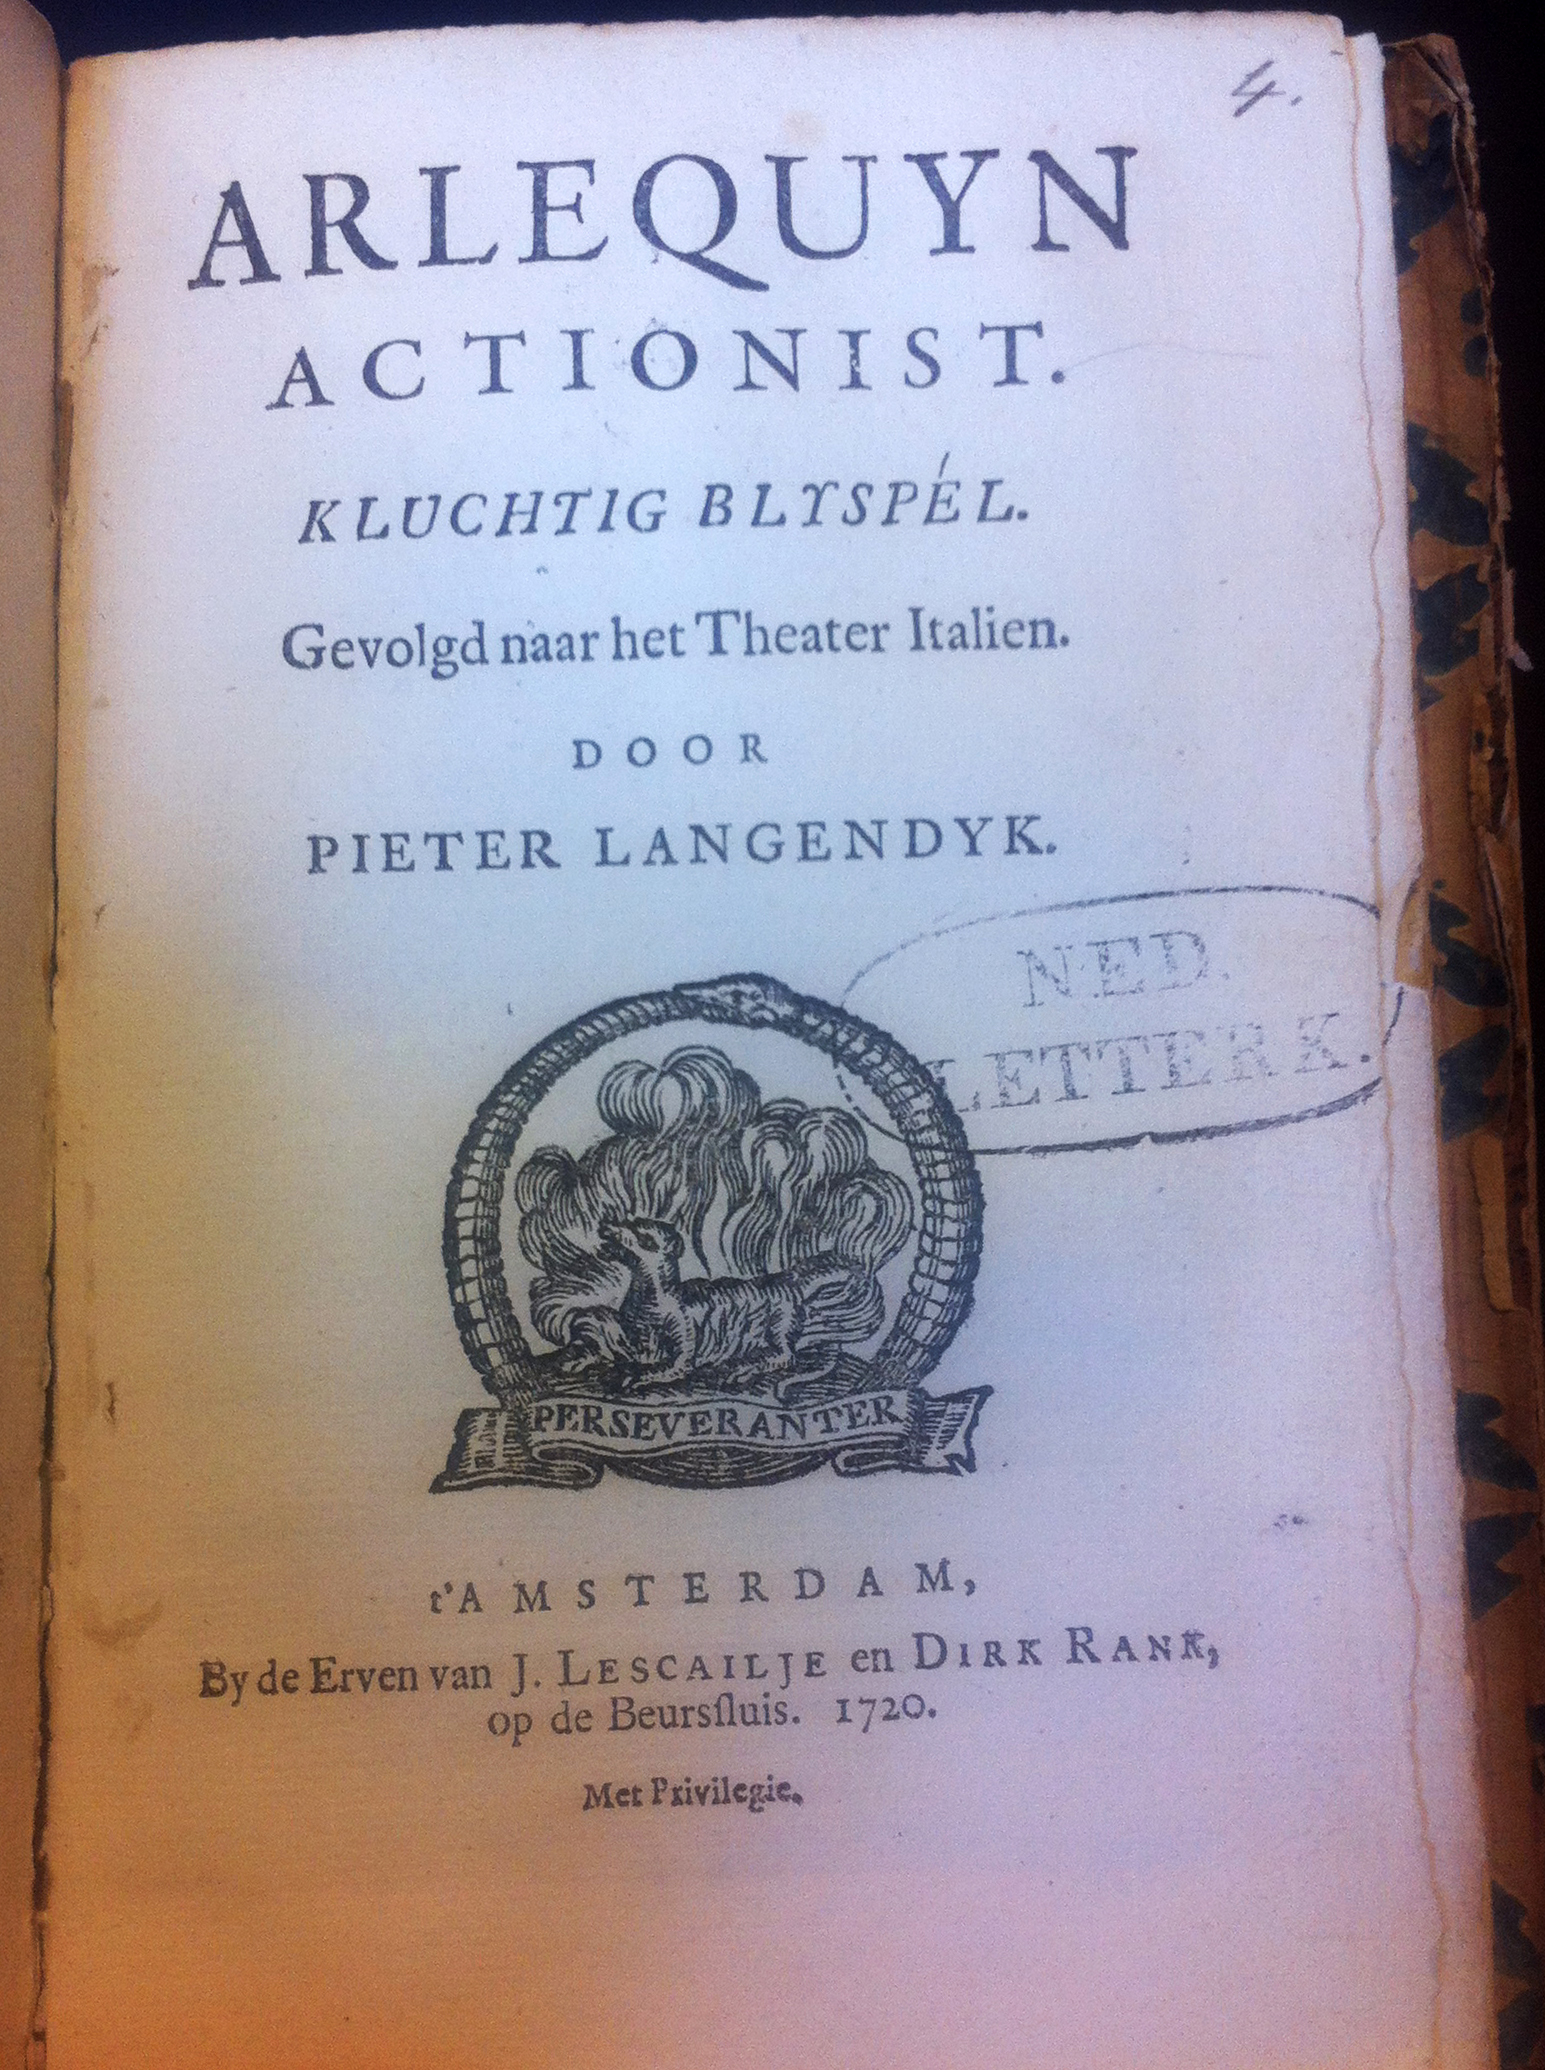 4.
ARLEQUYN
ACTIONIST.
KLUCHTIG BLYSPÉL.
Gevolgd naar het Theater Italien.
DOOR
PIETER LANGENDYK.
NED.
LETTERK.
PERSEVERANTER
t'AMSTERDAM,
By de Erven van J. LESCAILJE en DIRK RANK,
op de Beursſluis. 1720.
Met Privilegie.